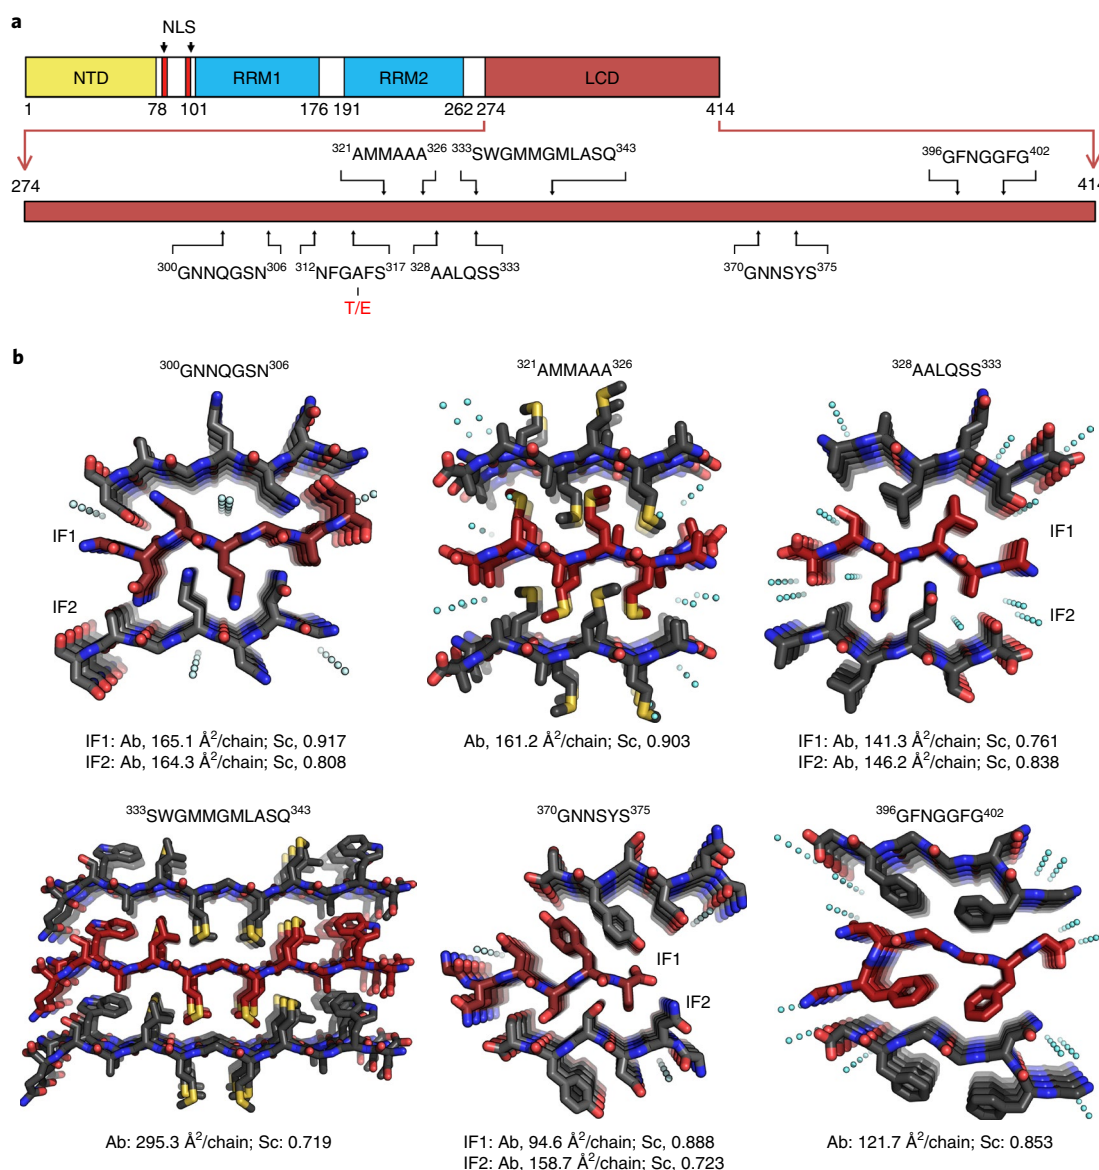 a
NLS
NTD RRM1 RRM2 LCD
1 78 101 176 191 262 274 414
³²¹AMMAAA³²⁶ ³³³SWGMMGMLASQ³⁴³ ³⁹⁶GFNGGFG⁴⁰²
274 414
³⁰⁰GNNQGSN³⁰⁶ ³¹²NFGAFS³¹⁷ ³²⁸AALQSS³³³ ³⁷⁰GNNSYS³⁷⁵
T/E
b
³⁰⁰GNNQGSN³⁰⁶ ³²¹AMMAAA³²⁶ ³²⁸AALQSS³³³
IF1 IF1
IF2 IF2
IF1: Ab, 165.1 Å²/chain; Sc, 0.917 Ab, 161.2 Å²/chain; Sc, 0.903 IF1: Ab, 141.3 Å²/chain; Sc, 0.761
IF2: Ab, 164.3 Å²/chain; Sc, 0.808 IF2: Ab, 146.2 Å²/chain; Sc, 0.838
³³³SWGMMGMLASQ³⁴³ ³⁷⁰GNNSYS³⁷⁵ ³⁹⁶GFNGGFG⁴⁰²
IF1
IF2
Ab: 295.3 Å²/chain; Sc: 0.719 IF1: Ab, 94.6 Å²/chain; Sc, 0.888 Ab: 121.7 Å²/chain; Sc: 0.853
IF2: Ab, 158.7 Å²/chain; Sc, 0.723